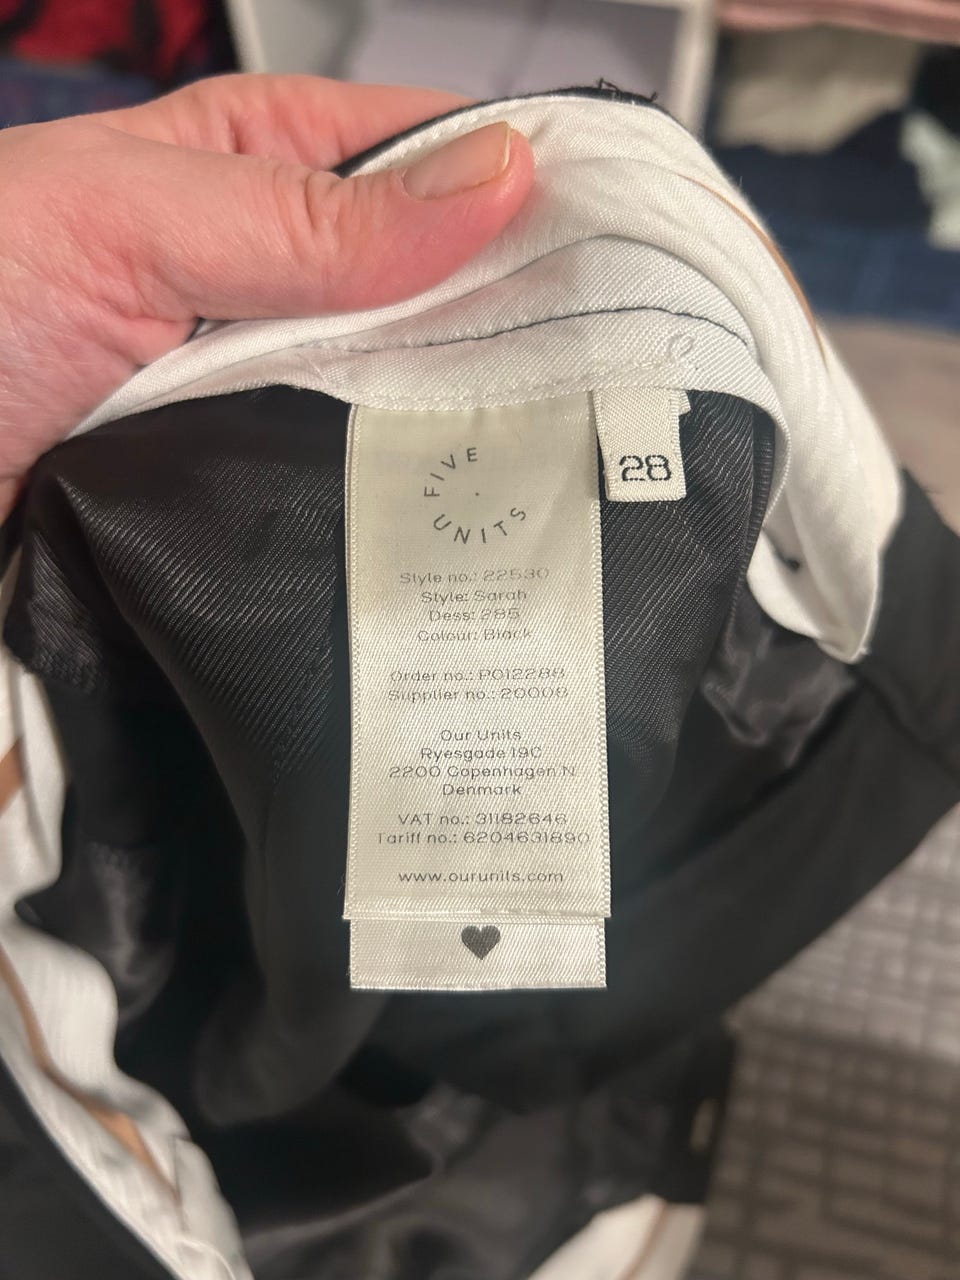 FIVE
UNITS
28
Style no.: 22530
Style: Sarah
Dess: 285
Colour: Black
Order no.: PO12288
Supplier no.: 20008
Our Units
Ryesgade 19C
2200 Copenhagen N
Denmark
VAT no.: 31182646
Tariff no.: 6204631890
www.ourunits.com